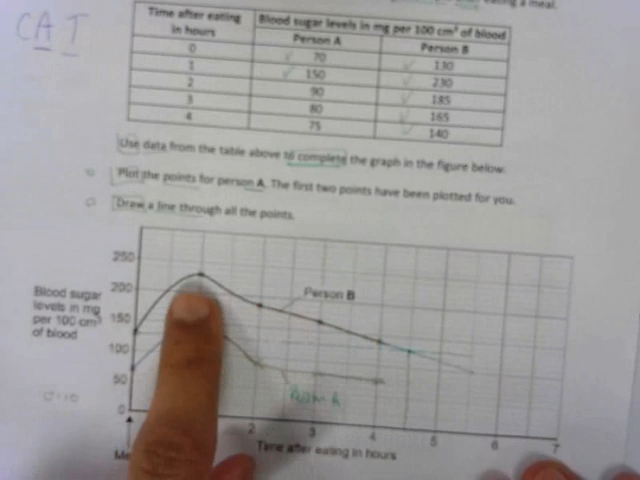 eating a meal.
CAT
Time after eating in hours
Blood sugar levels in mg per 100 cm³ of blood
Person A
Person B
0 70 130
1 150 230
2 90 185
3 80 165
4 75 140
Use data from the table above to complete the graph in the figure below.
Plot the points for person A. The first two points have been plotted for you.
Draw a line through all the points.
250
200
150
100
50
0
Blood sugar
levels in mg
per 100 cm³
of blood
Person B
Person A
2 3 4 5 6 7
Me
Time after eating in hours